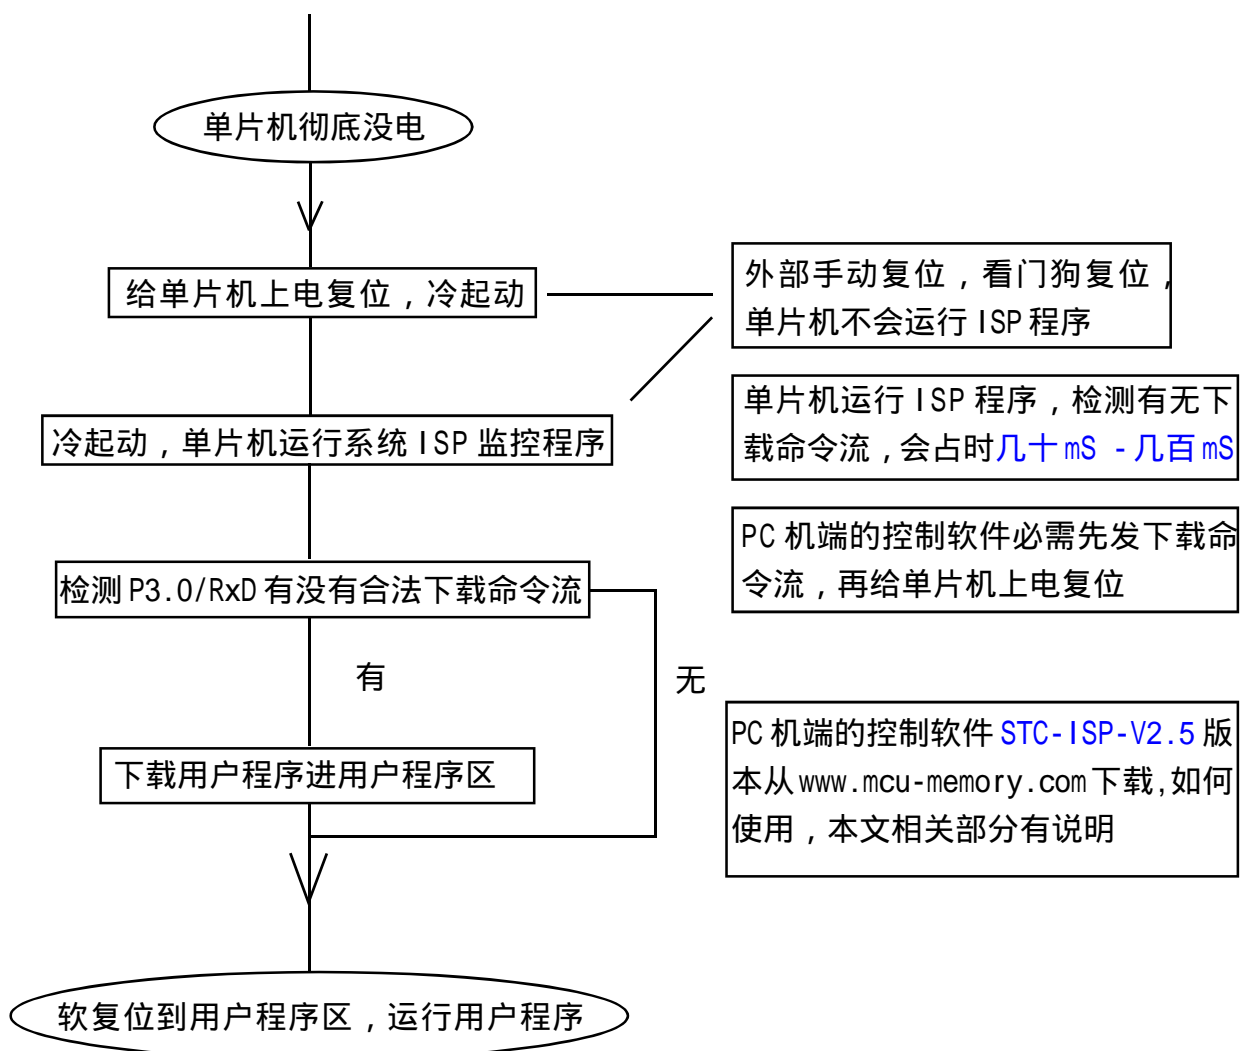 单片机彻底没电
给单片机上电复位，冷起动
外部手动复位，看门狗复位，
单片机不会运行 ISP 程序
冷起动，单片机运行系统 ISP 监控程序
单片机运行 ISP 程序，检测有无下
载命令流，会占时几十 mS - 几百 mS
PC 机端的控制软件必需先发下载命
令流，再给单片机上电复位
检测 P3.0/RxD 有没有合法下载命令流
有
无
PC 机端的控制软件 STC-ISP-V2.5 版
本从 www.mcu-memory.com 下载,如何
使用，本文相关部分有说明
下载用户程序进用户程序区
软复位到用户程序区，运行用户程序